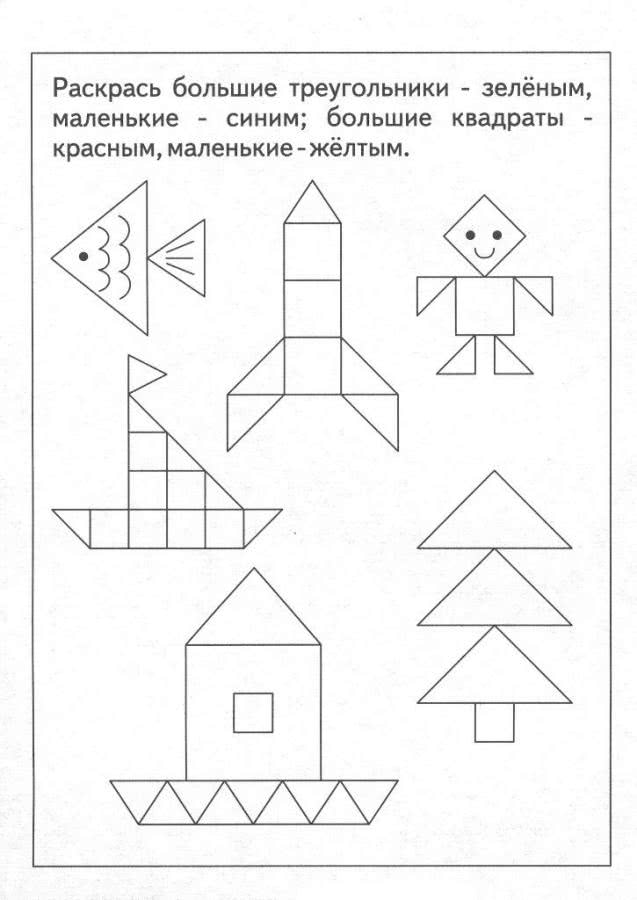 Раскрась большие треугольники - зелёным,
маленькие - синим; большие квадраты -
красным, маленькие - жёлтым.